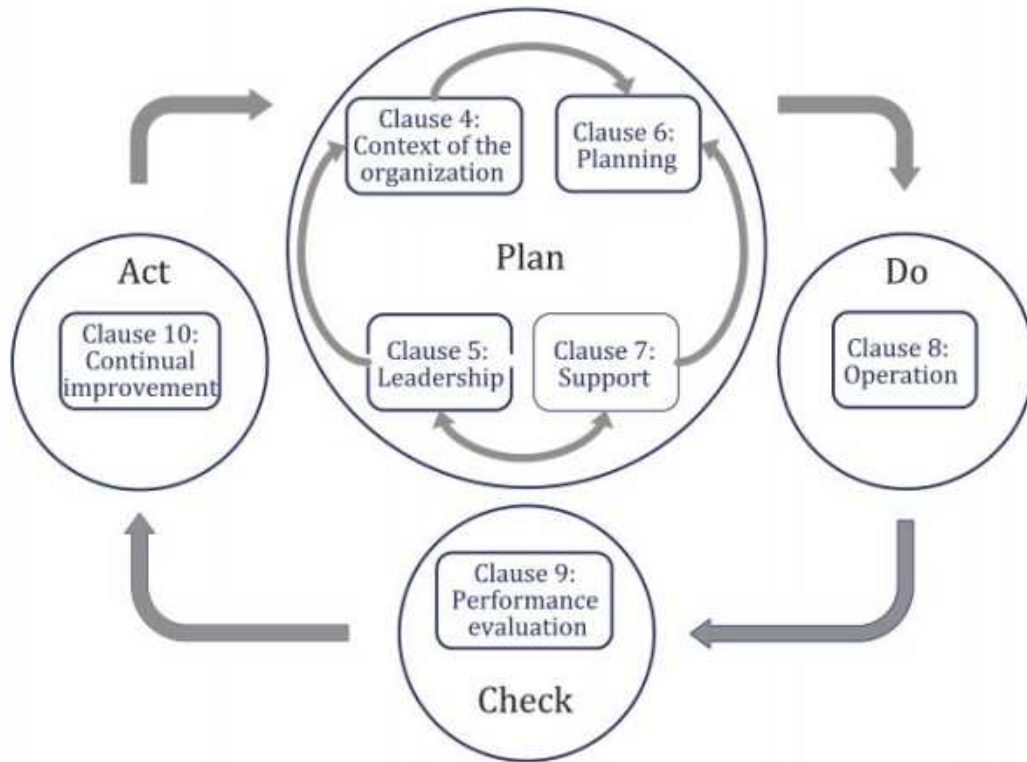 Clause 4:
Context of the
organization
Clause 6:
Planning
Plan
Clause 5:
Leadership
Clause 7:
Support
Do
Clause 8:
Operation
Clause 9:
Performance
evaluation
Check
Act
Clause 10:
Continual
improvement